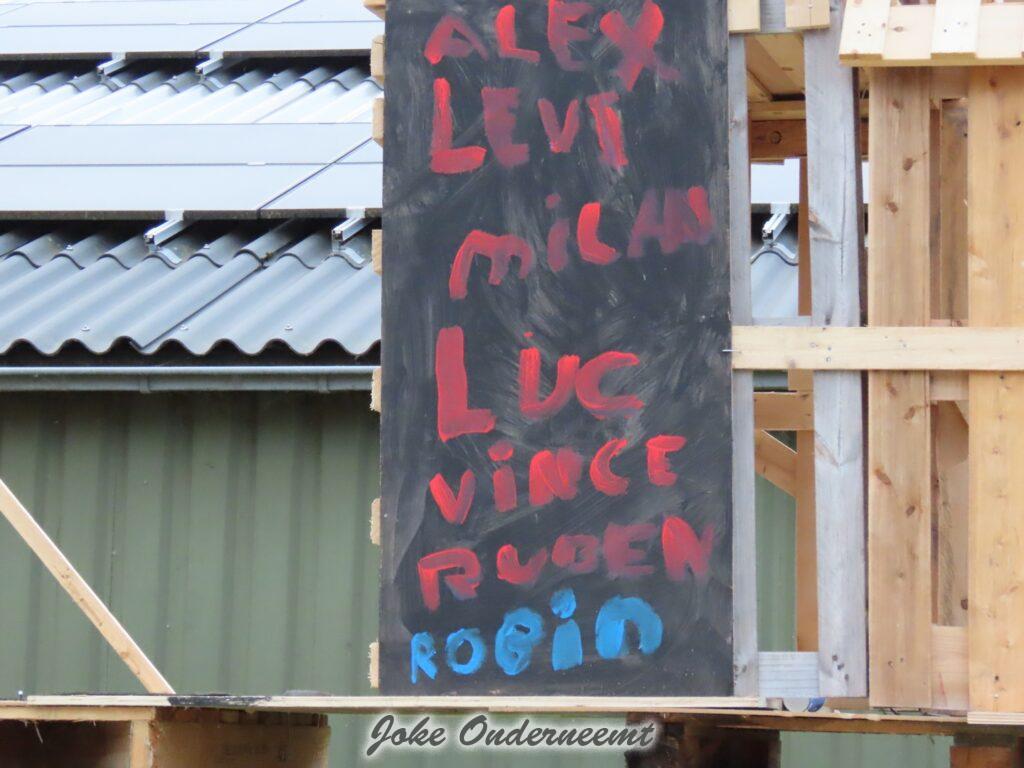 ALEX
LEVI
MiLAN
LUC
ViNCE
RUBEN
ROBin
Joke Onderneemt